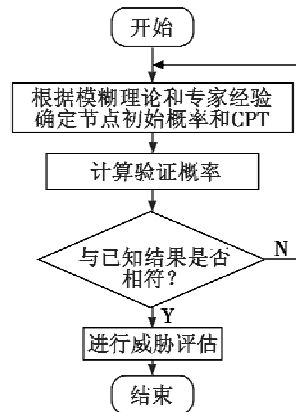 开始
根据模糊理论和专家经验
确定节点初始概率和CPT
计算验证概率
与已知结果是否
相符?
N
Y
进行威胁评估
结束